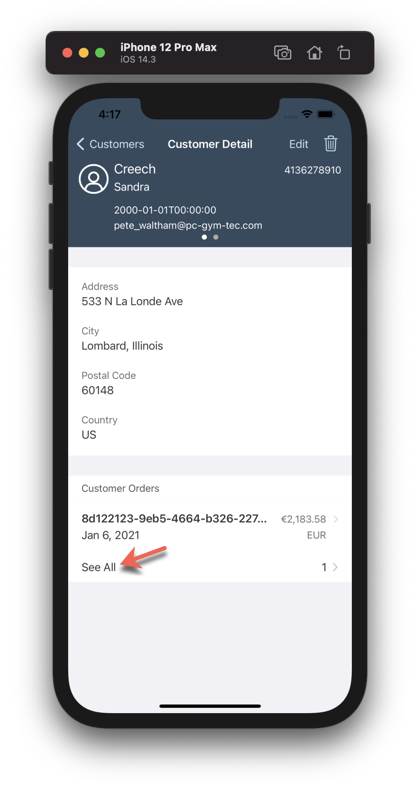 iPhone 12 Pro Max
iOS 14.3
4:17
Customers Customer Detail Edit
Creech 4136278910
Sandra
2000-01-01T00:00:00
pete_waltham@pc-gym-tec.com
Address
533 N La Londe Ave
City
Lombard, Illinois
Postal Code
60148
Country
US
Customer Orders
8d122123-9eb5-4664-b326-227... €2,183.58
Jan 6, 2021 EUR
See All 1